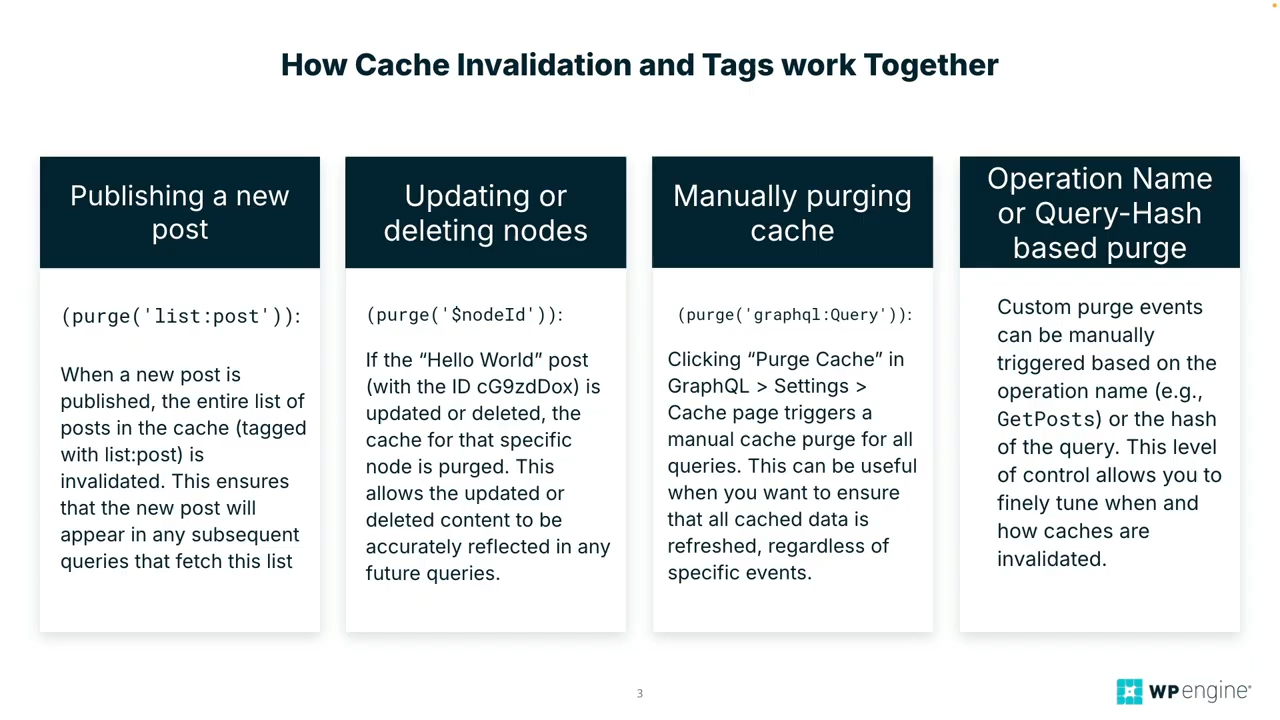 How Cache Invalidation and Tags work Together
Publishing a new
post
(purge('list:post')):
When a new post is
published, the entire list of
posts in the cache (tagged
with list:post) is
invalidated. This ensures
that the new post will
appear in any subsequent
queries that fetch this list
Updating or
deleting nodes
(purge('$nodeId')):
If the “Hello World” post
(with the ID cG9zdDox) is
updated or deleted, the
cache for that specific
node is purged. This
allows the updated or
deleted content to be
accurately reflected in any
future queries.
Manually purging
cache
(purge('graphql:Query')):
Clicking “Purge Cache” in
GraphQL > Settings >
Cache page triggers a
manual cache purge for all
queries. This can be useful
when you want to ensure
that all cached data is
refreshed, regardless of
specific events.
Operation Name
or Query-Hash
based purge
Custom purge events
can be manually
triggered based on the
operation name (e.g.,
GetPosts) or the hash
of the query. This level
of control allows you to
finely tune when and
how caches are
invalidated.
3
WP engine®